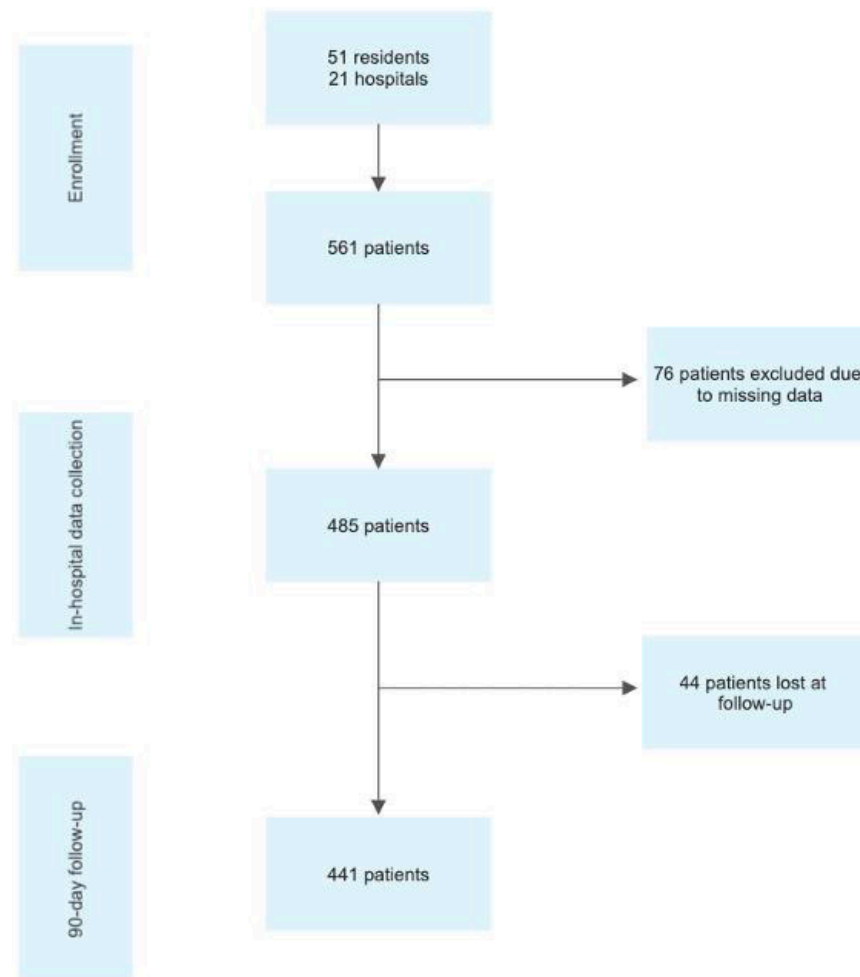 51 residents
21 hospitals
Enrollment
561 patients
76 patients excluded due
to missing data
In-hospital data collection
485 patients
44 patients lost at
follow-up
90-day follow-up
441 patients